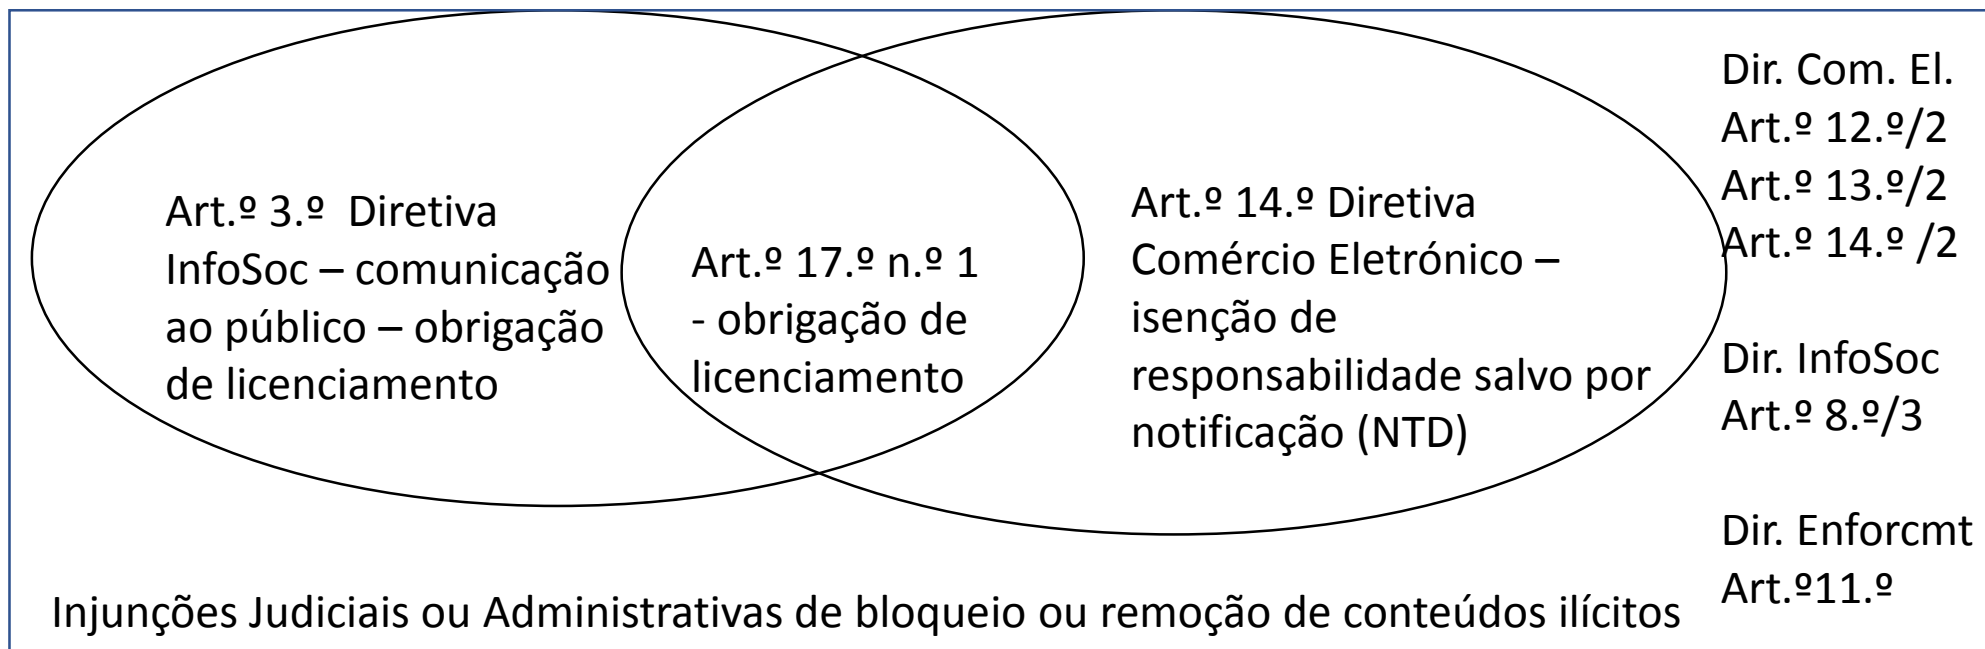 Art.º 3.º Diretiva
InfoSoc – comunicação
ao público – obrigação
de licenciamento
Art.º 17.º n.º 1
- obrigação de
licenciamento
Art.º 14.º Diretiva
Comércio Eletrónico –
isenção de
responsabilidade salvo por
notificação (NTD)
Dir. Com. El.
Art.º 12.º/2
Art.º 13.º/2
Art.º 14.º /2
Dir. InfoSoc
Art.º 8.º/3
Dir. Enforcmt
Art.º11.º
Injunções Judiciais ou Administrativas de bloqueio ou remoção de conteúdos ilícitos